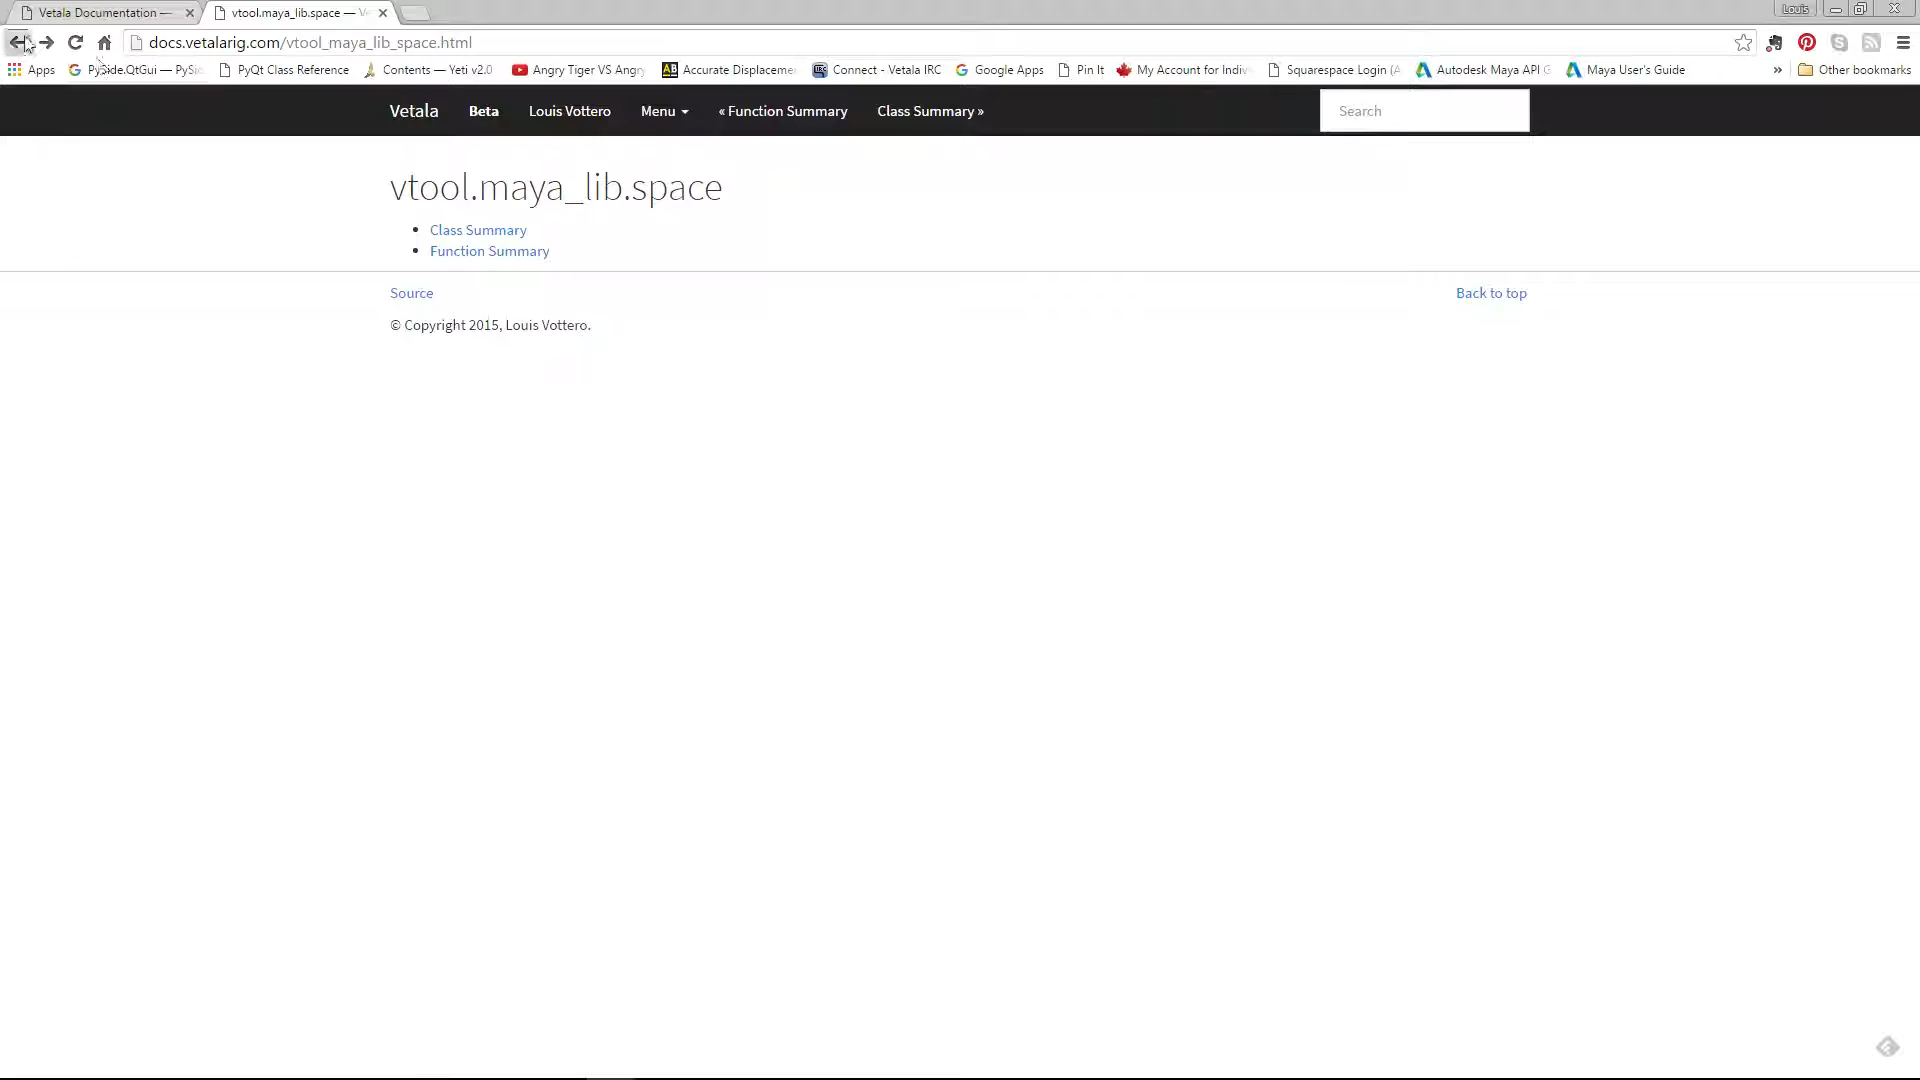 Vetala Documentation —
vtool.maya_lib.space — V
Louis
docs.vetalarig.com/vtool_maya_lib_space.html
Apps
PySide.QtGui — PySid
PyQt Class Reference
Contents — Yeti v2.0
Angry Tiger VS Angry
Accurate Displaceme
Connect - Vetala IRC
Google Apps
Pin It
My Account for Indiv
Squarespace Login (A
Autodesk Maya API G
Maya User's Guide
»
Other bookmarks
Vetala
Beta
Louis Vottero
Menu
« Function Summary
Class Summary »
Search
vtool.maya_lib.space
• Class Summary
• Function Summary
Source
Back to top
© Copyright 2015, Louis Vottero.